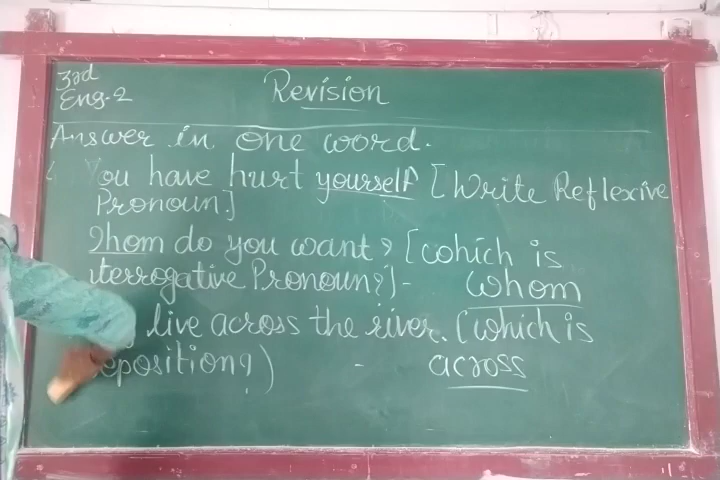 3rd
Eng-2
Revision
Answer in one word.
You have hurt yourself [Write Reflexive
Pronoun]
Whom do you want? [which is
terrogative Pronoun?] - whom
live across the river. (which is
eposition?) - across